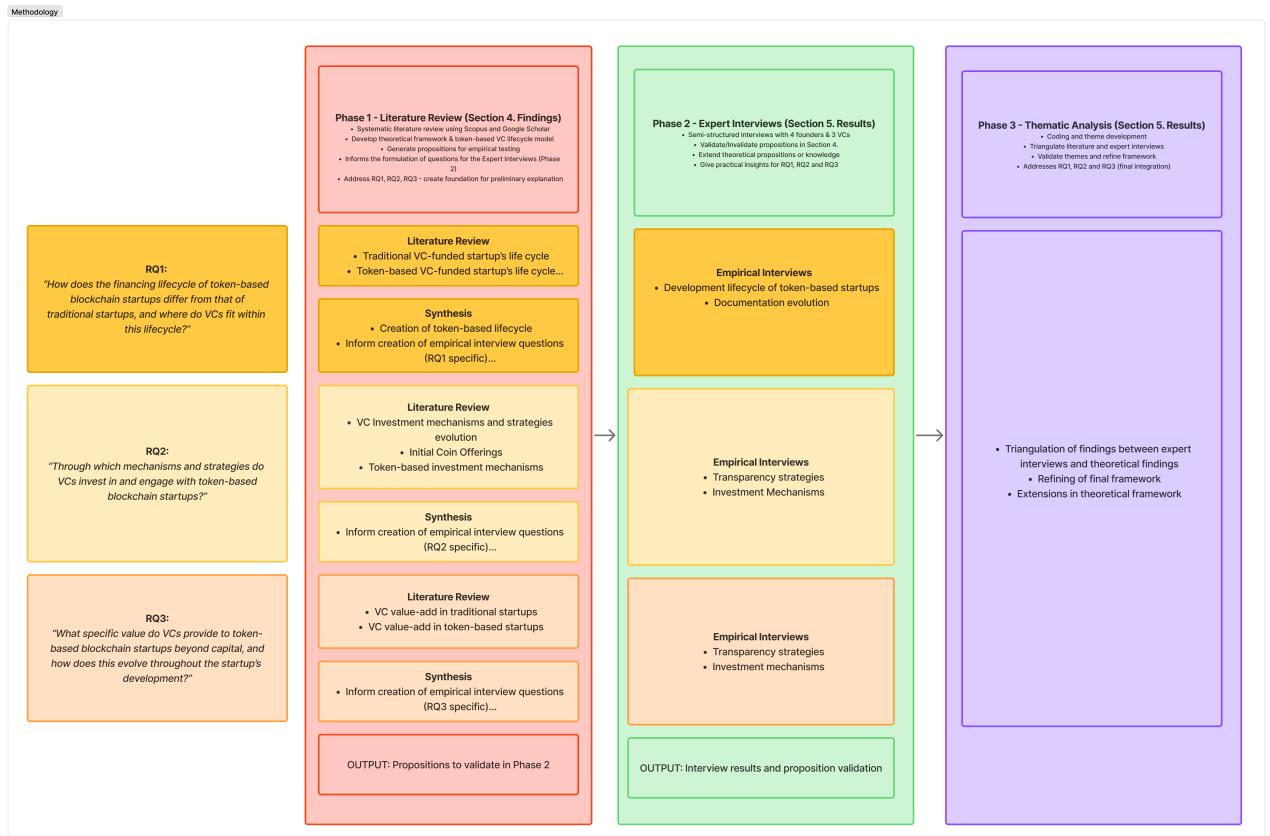 Methodology
Phase 1 - Literature Review (Section 4. Findings)
• Systematic literature review using Scopus and Google Scholar
• Develop theoretical framework & token-based VC lifecycle model
• Generate propositions for empirical testing
• Informs the formulation of questions for the Expert Interviews (Phase
2)
• Address RQ1, RQ2, RQ3 - create foundation for preliminary explanation
Phase 2 - Expert Interviews (Section 5. Results)
• Semi-structured interviews with 4 founders & 3 VCs
• Validate/Invalidate propositions in Section 4.
• Extend theoretical propositions or knowledge
• Give practical insights for RQ1, RQ2 and RQ3
Phase 3 - Thematic Analysis (Section 5. Results)
• Coding and theme development
• Triangulate literature and expert interviews
• Validate themes and refine framework
• Addresses RQ1, RQ2 and RQ3 (final integration)
RQ1:
“How does the financing lifecycle of token-based
blockchain startups differ from that of
traditional startups, and where do VCs fit within
this lifecycle?”
Literature Review
• Traditional VC-funded startup’s life cycle
• Token-based VC-funded startup’s life cycle...
Synthesis
• Creation of token-based lifecycle
• Inform creation of empirical interview questions
(RQ1 specific)...
Empirical Interviews
• Development lifecycle of token-based startups
• Documentation evolution
RQ2:
“Through which mechanisms and strategies do
VCs invest in and engage with token-based
blockchain startups?”
Literature Review
• VC Investment mechanisms and strategies
evolution
• Initial Coin Offerings
• Token-based investment mechanisms
Synthesis
• Inform creation of empirical interview questions
(RQ2 specific)...
Empirical Interviews
• Transparency strategies
• Investment Mechanisms
RQ3:
“What specific value do VCs provide to token-
based blockchain startups beyond capital, and
how does this evolve throughout the startup’s
development?”
Literature Review
• VC value-add in traditional startups
• VC value-add in token-based startups
Synthesis
• Inform creation of empirical interview questions
(RQ3 specific)...
Empirical Interviews
• Transparency strategies
• Investment mechanisms
• Triangulation of findings between expert
interviews and theoretical findings
• Refining of final framework
• Extensions in theoretical framework
OUTPUT: Propositions to validate in Phase 2
OUTPUT: Interview results and proposition validation